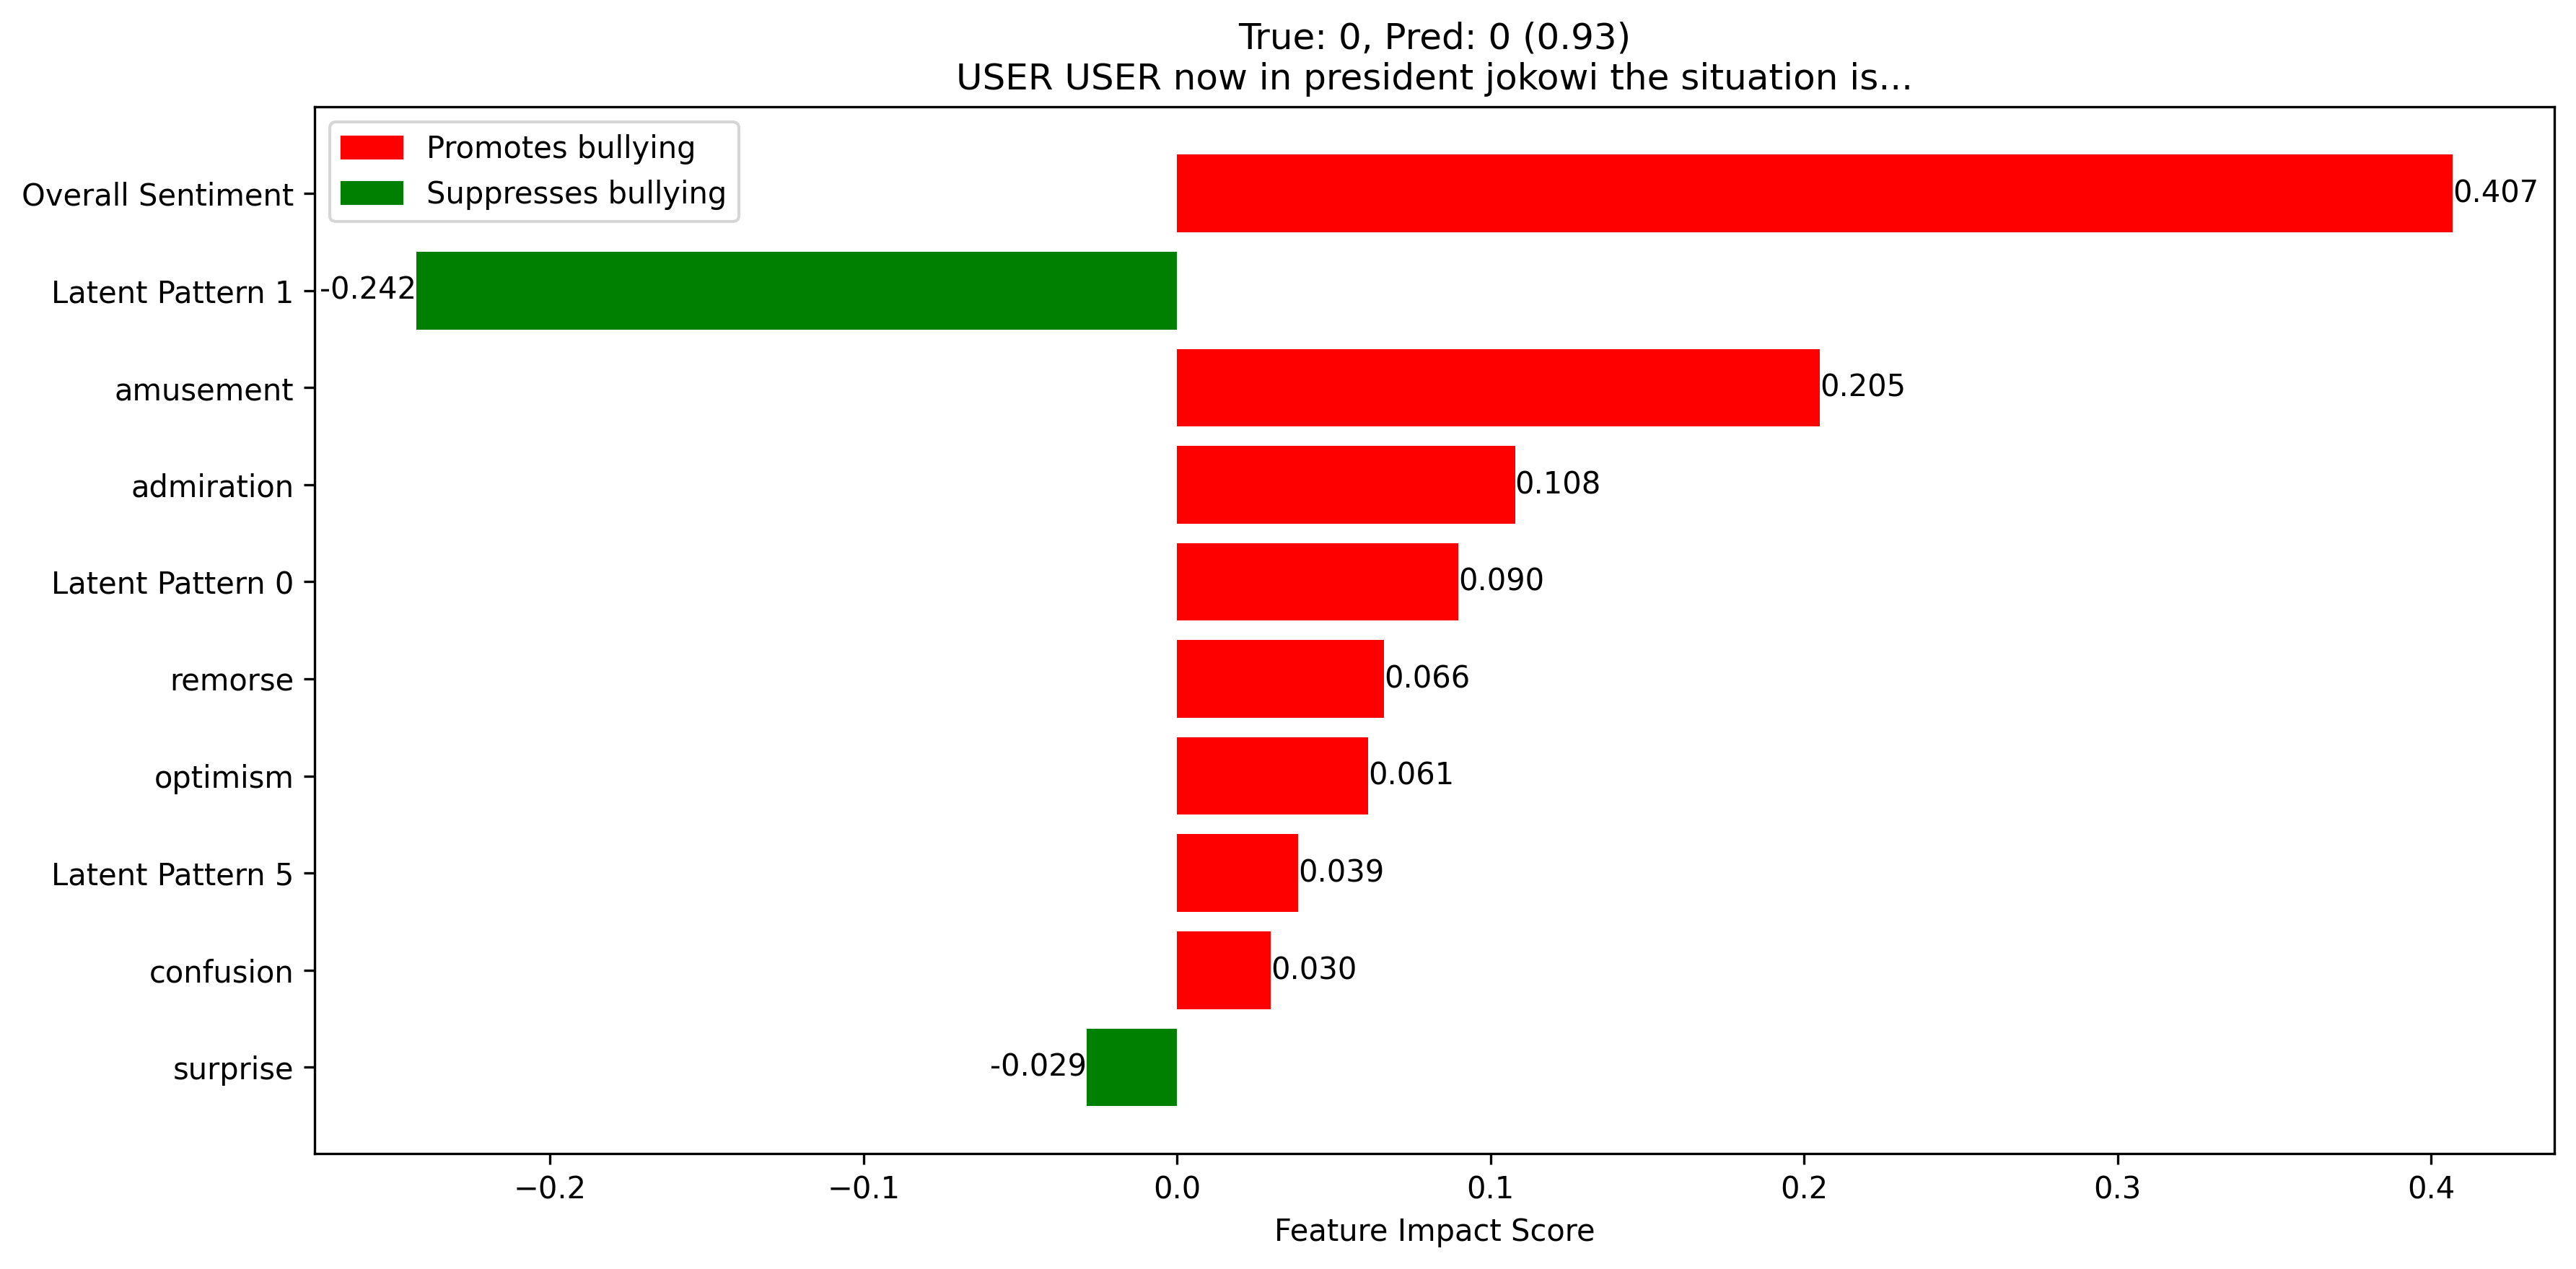 True: 0, Pred: 0 (0.93)
USER USER now in president jokowi the situation is...
Promotes bullying
Suppresses bullying
Overall Sentiment
0.407
Latent Pattern 1
-0.242
amusement
0.205
admiration
0.108
Latent Pattern 0
0.090
remorse
0.066
optimism
0.061
Latent Pattern 5
0.039
confusion
0.030
surprise
-0.029
−0.2 −0.1 0.0 0.1 0.2 0.3 0.4
Feature Impact Score